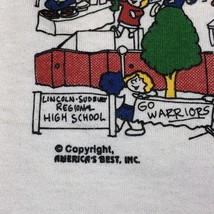 LINCOLN-SUDBURY
REGIONAL
HIGH SCHOOL
GO WARRIORS
© Copyright,
AMERICA'S BEST, INC.